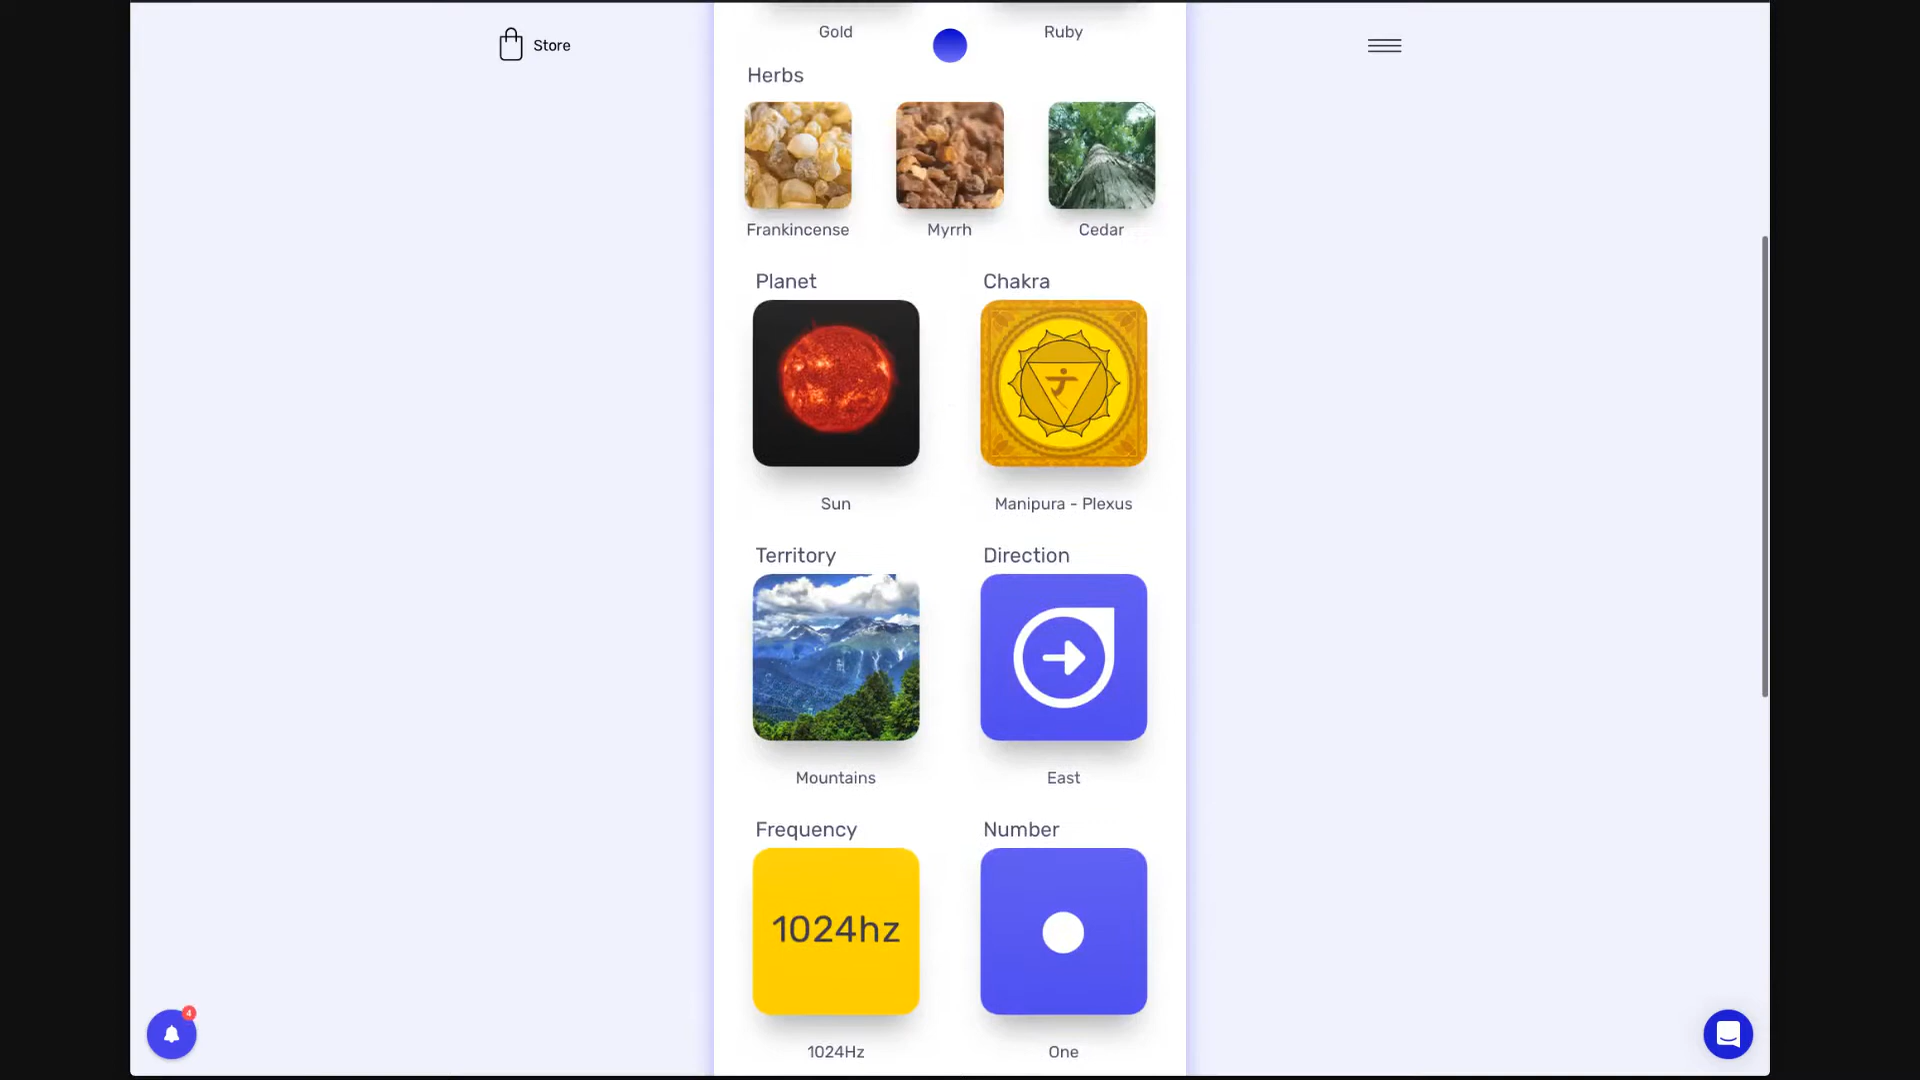 Store
Gold
Ruby
Herbs
Frankincense
Myrrh
Cedar
Planet
Chakra
Sun
Manipura - Plexus
Territory
Direction
Mountains
East
Frequency
Number
1024hz
1024Hz
One
4